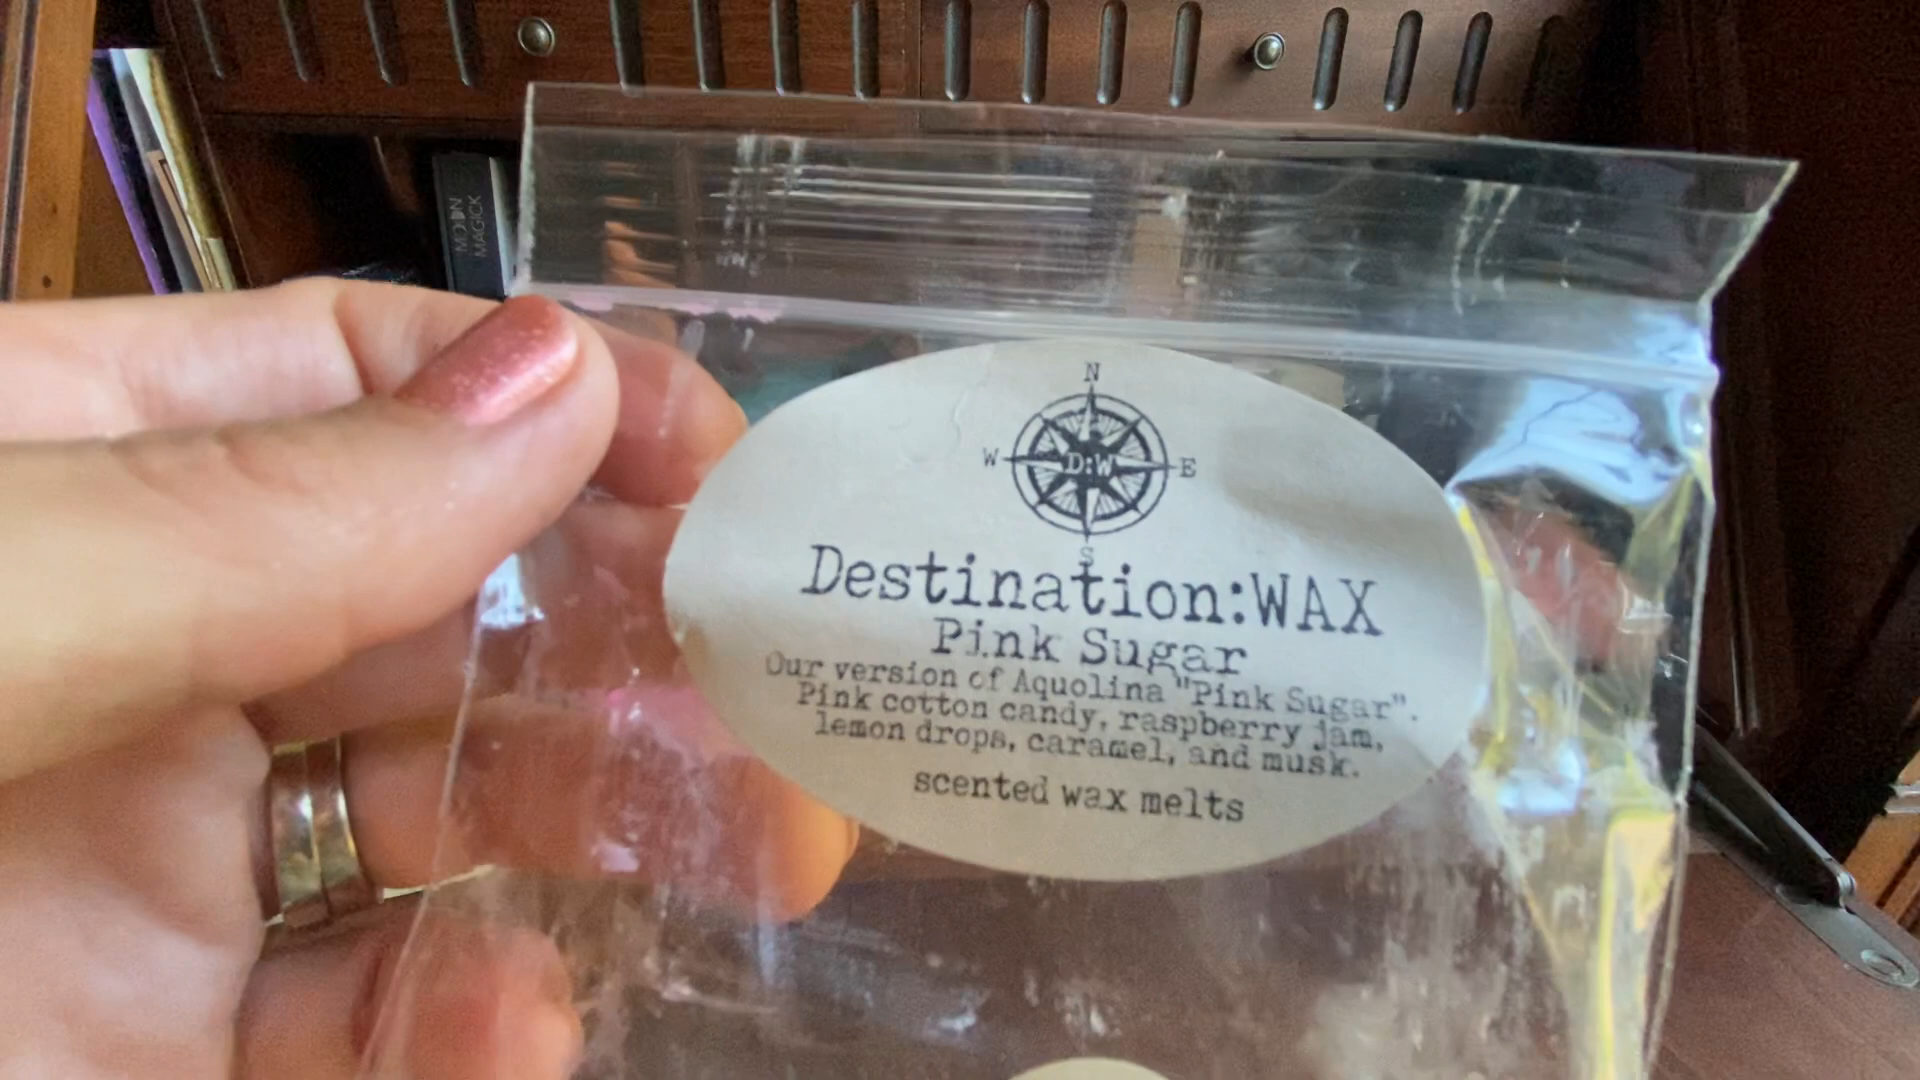 MOON
MAGICK
N
W D:W E
S
Destination:WAX
Pink Sugar
Our version of Aquolina "Pink Sugar".
Pink cotton candy, raspberry jam,
lemon drops, caramel, and musk.
scented wax melts